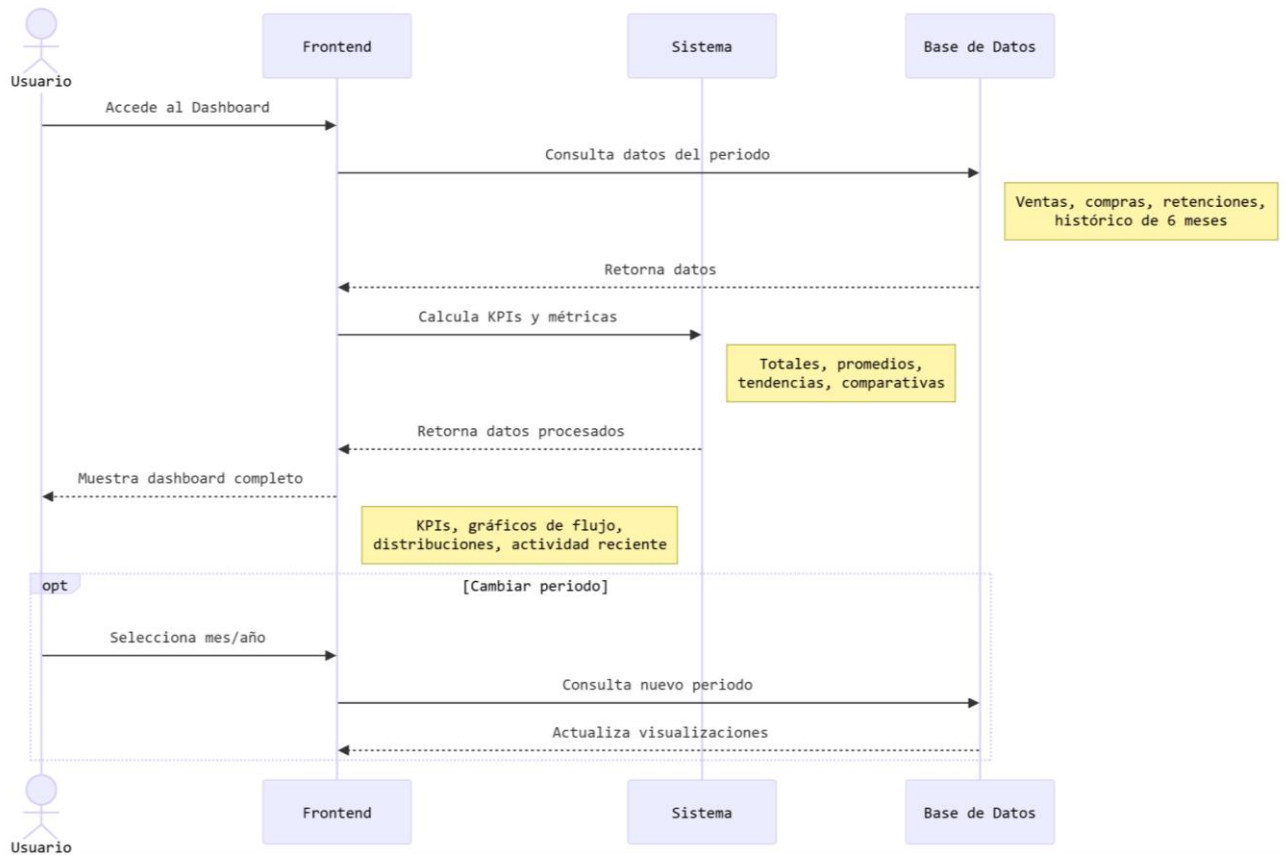 Usuario
Frontend
Sistema
Base de Datos
Accede al Dashboard
Consulta datos del periodo
Ventas, compras, retenciones,
histórico de 6 meses
Retorna datos
Calcula KPIs y métricas
Totales, promedios,
tendencias, comparativas
Retorna datos procesados
Muestra dashboard completo
KPIs, gráficos de flujo,
distribuciones, actividad reciente
opt
[Cambiar periodo]
Selecciona mes/año
Consulta nuevo periodo
Actualiza visualizaciones
Usuario
Frontend
Sistema
Base de Datos